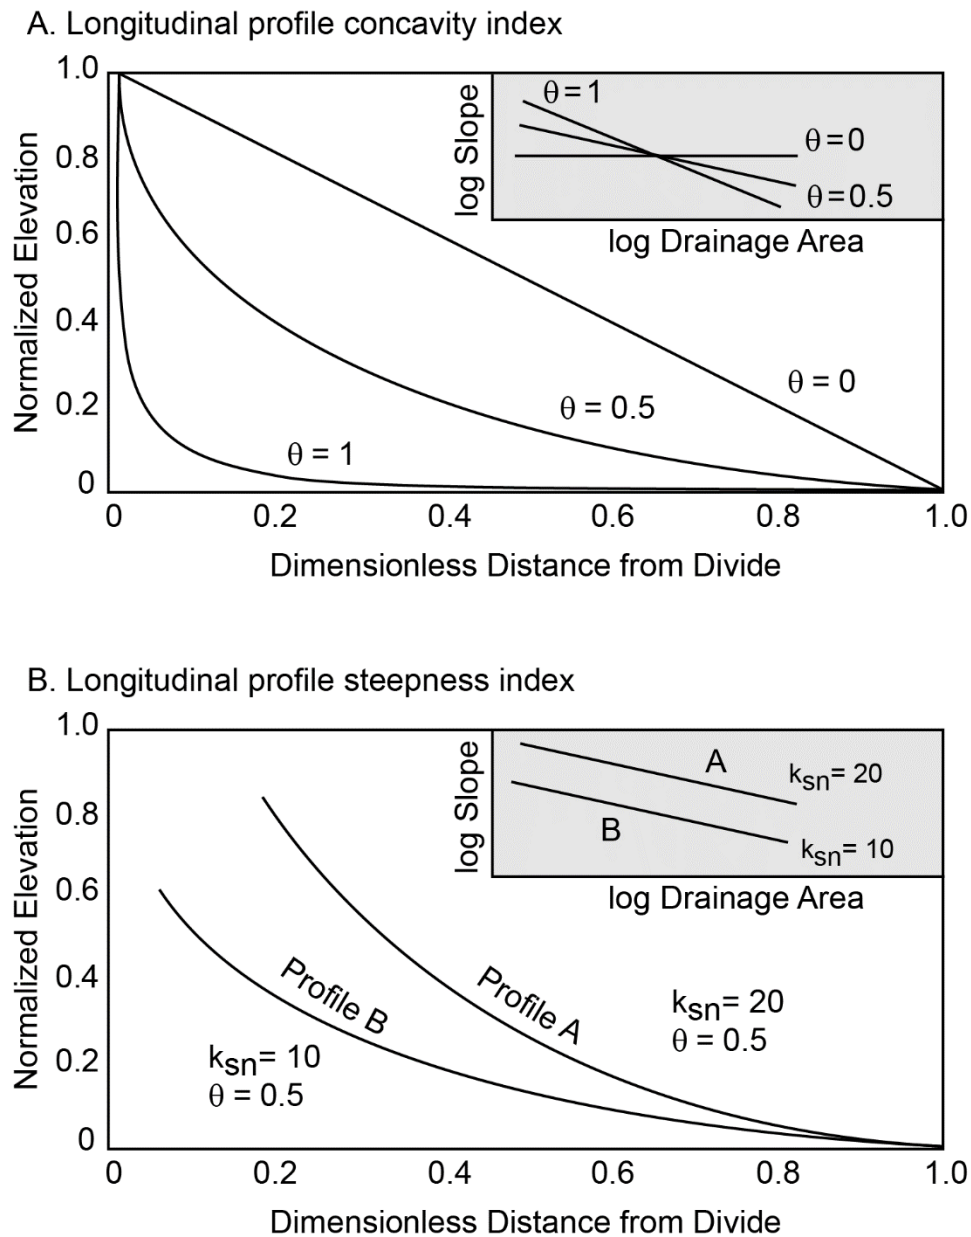 A. Longitudinal profile concavity index
1.0
0.8
0.6
0.4
0.2
0
Normalized Elevation
log Slope
θ = 1
θ = 0
θ = 0.5
log Drainage Area
θ = 0
θ = 0.5
θ = 1
0 0.2 0.4 0.6 0.8 1.0
Dimensionless Distance from Divide
B. Longitudinal profile steepness index
1.0
0.8
0.6
0.4
0.2
0
Normalized Elevation
log Slope
A
ksn= 20
B
ksn= 10
log Drainage Area
Profile B
Profile A
ksn= 20
θ = 0.5
ksn= 10
θ = 0.5
0 0.2 0.4 0.6 0.8 1.0
Dimensionless Distance from Divide